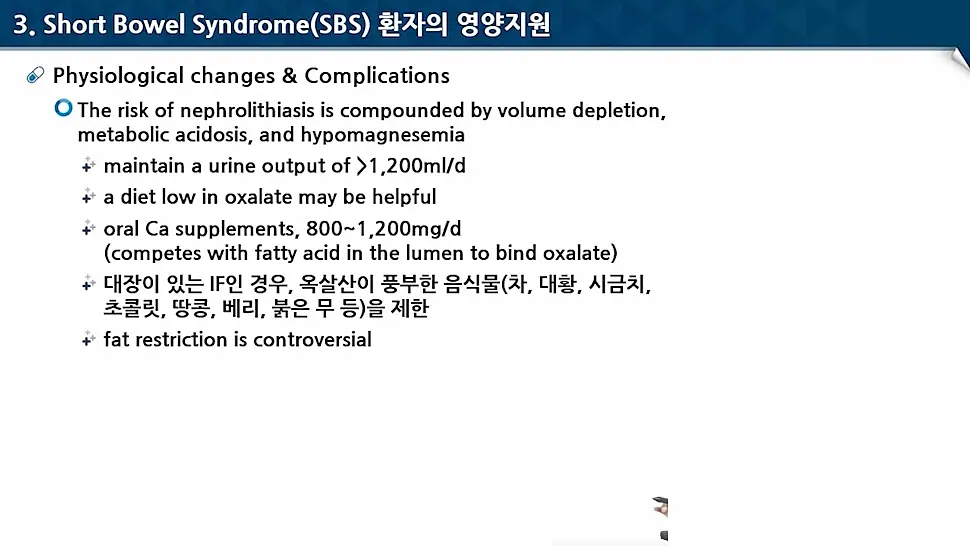 3. Short Bowel Syndrome(SBS) 환자의 영양지원
Physiological changes & Complications
The risk of nephrolithiasis is compounded by volume depletion,
metabolic acidosis, and hypomagnesemia
maintain a urine output of >1,200ml/d
a diet low in oxalate may be helpful
oral Ca supplements, 800~1,200mg/d
(competes with fatty acid in the lumen to bind oxalate)
대장이 있는 IF인 경우, 옥살산이 풍부한 음식물(차, 대황, 시금치,
초콜릿, 땅콩, 베리, 붉은 무 등)을 제한
fat restriction is controversial